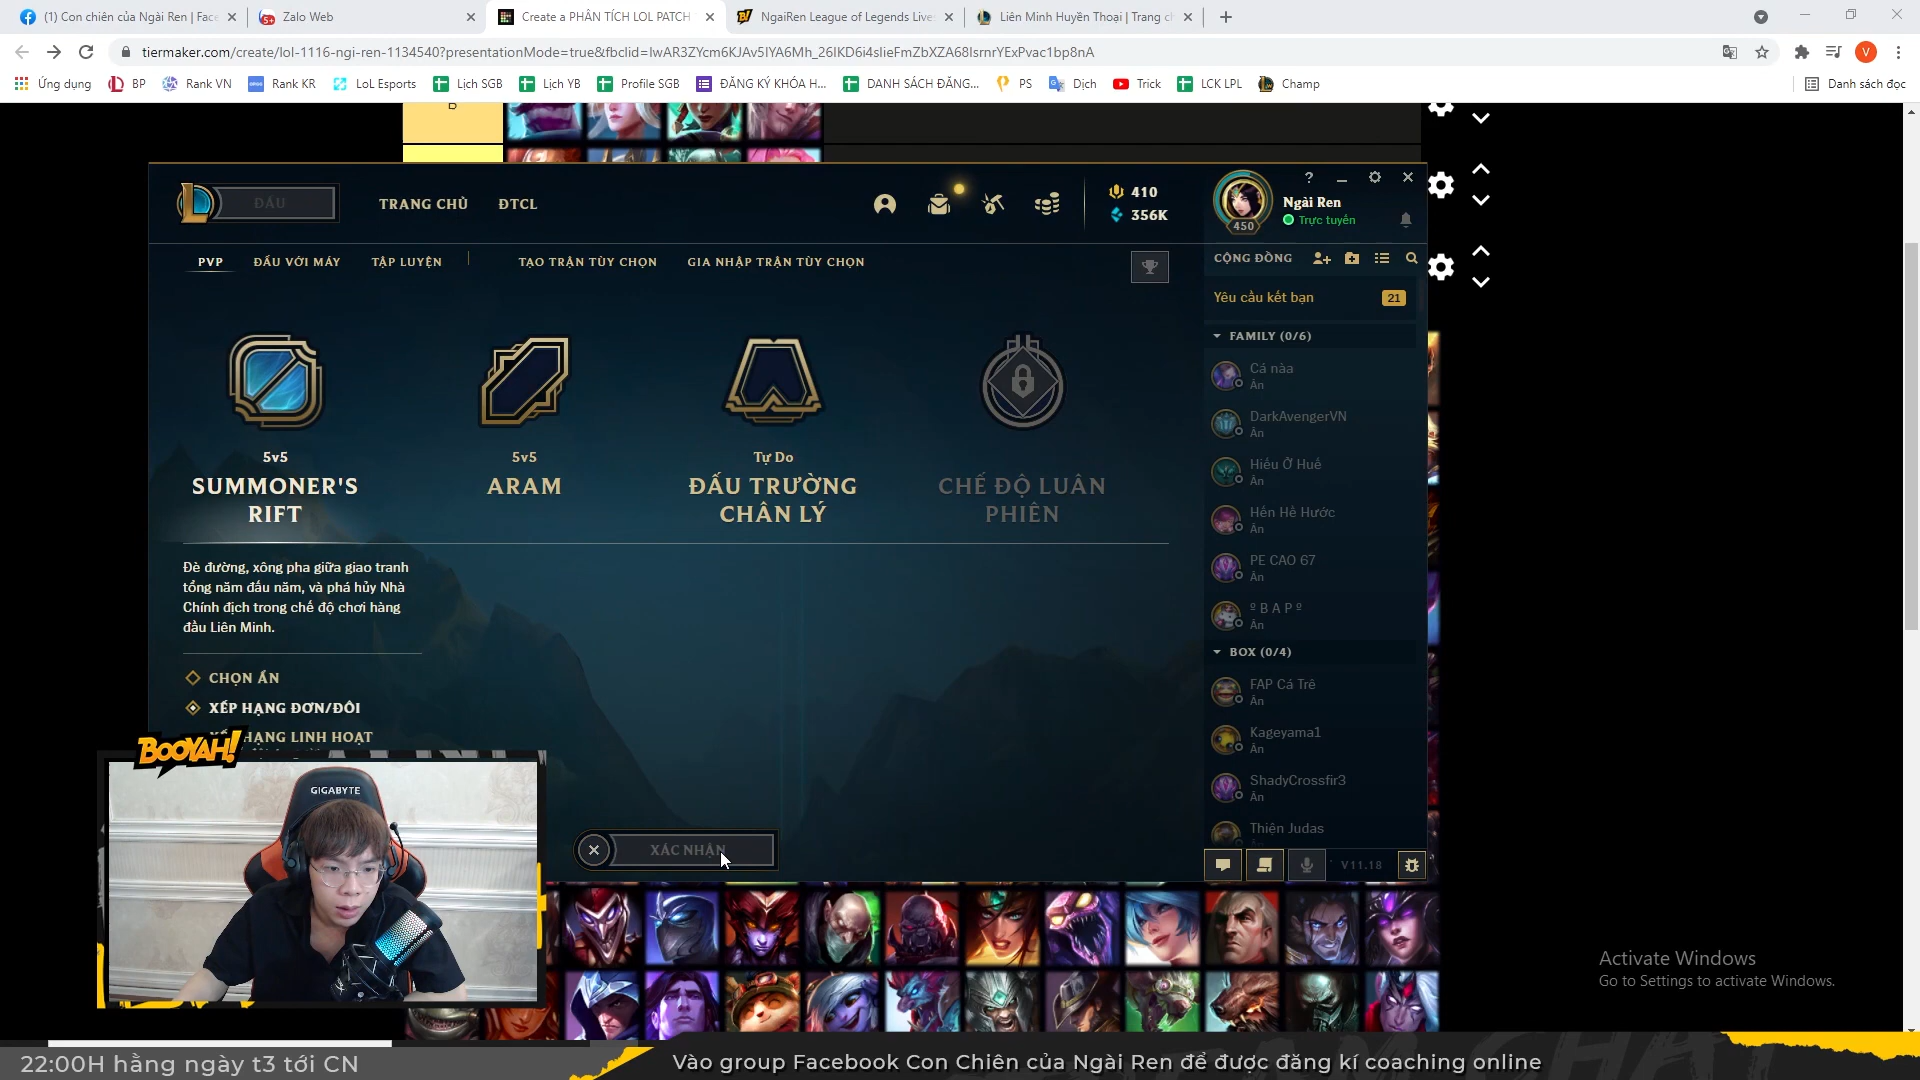 (1) Con chiên của Ngài Ren | Fac
Zalo Web
Create a PHÂN TÍCH LOL PATCH
NgaiRen League of Legends Live
Liên Minh Huyền Thoại | Trang c
tiermaker.com/create/lol-1116-ngi-ren-1134540?presentationMode=true&fbclid=IwAR3ZYcm6KJAv5IYA6Mh_26IKD6i4slieFmZbXZA68lsrnrYExPvac1bp8nA
V
Ứng dụng
BP
Rank VN
Rank KR
LoL Esports
Lịch SGB
Lịch YB
Profile SGB
ĐĂNG KÝ KHÓA H...
DANH SÁCH ĐĂNG...
PS
Dịch
Trick
LCK LPL
Champ
Danh sách đọc
ĐẤU
TRANG CHỦ
ĐTCL
410
356K
450
Ngài Ren
Trực tuyến
PVP
ĐẤU VỚI MÁY
TẬP LUYỆN
TẠO TRẬN TÙY CHỌN
GIA NHẬP TRẬN TÙY CHỌN
CỘNG ĐỒNG
Yêu cầu kết bạn
21
FAMILY (0/6)
Cá nàa
Ẩn
DarkAvengerVN
Ẩn
Hiếu Ở Huế
Ẩn
Hến Hề Hước
Ẩn
PE CAO 67
Ẩn
º B A P º
Ẩn
BOX (0/4)
FAP Cá Trê
Ẩn
Kageyama1
Ẩn
ShadyCrossfir3
Ẩn
Thiện Judas
V11.18
5v5
SUMMONER'S
RIFT
5v5
ARAM
Tự Do
ĐẤU TRƯỜNG
CHÂN LÝ
CHẾ ĐỘ LUÂN
PHIÊN
Đè đường, xông pha giữa giao tranh
tổng năm đấu năm, và phá hủy Nhà
Chính địch trong chế độ chơi hàng
đầu Liên Minh.
CHỌN ẨN
XẾP HẠNG ĐƠN/ĐÔI
HẠNG LINH HOẠT
XÁC NHẬN
BOOYAH!
GIGABYTE
Activate Windows
Go to Settings to activate Windows.
22:00H hằng ngày t3 tới CN
Vào group Facebook Con Chiên của Ngài Ren để được đăng kí coaching online